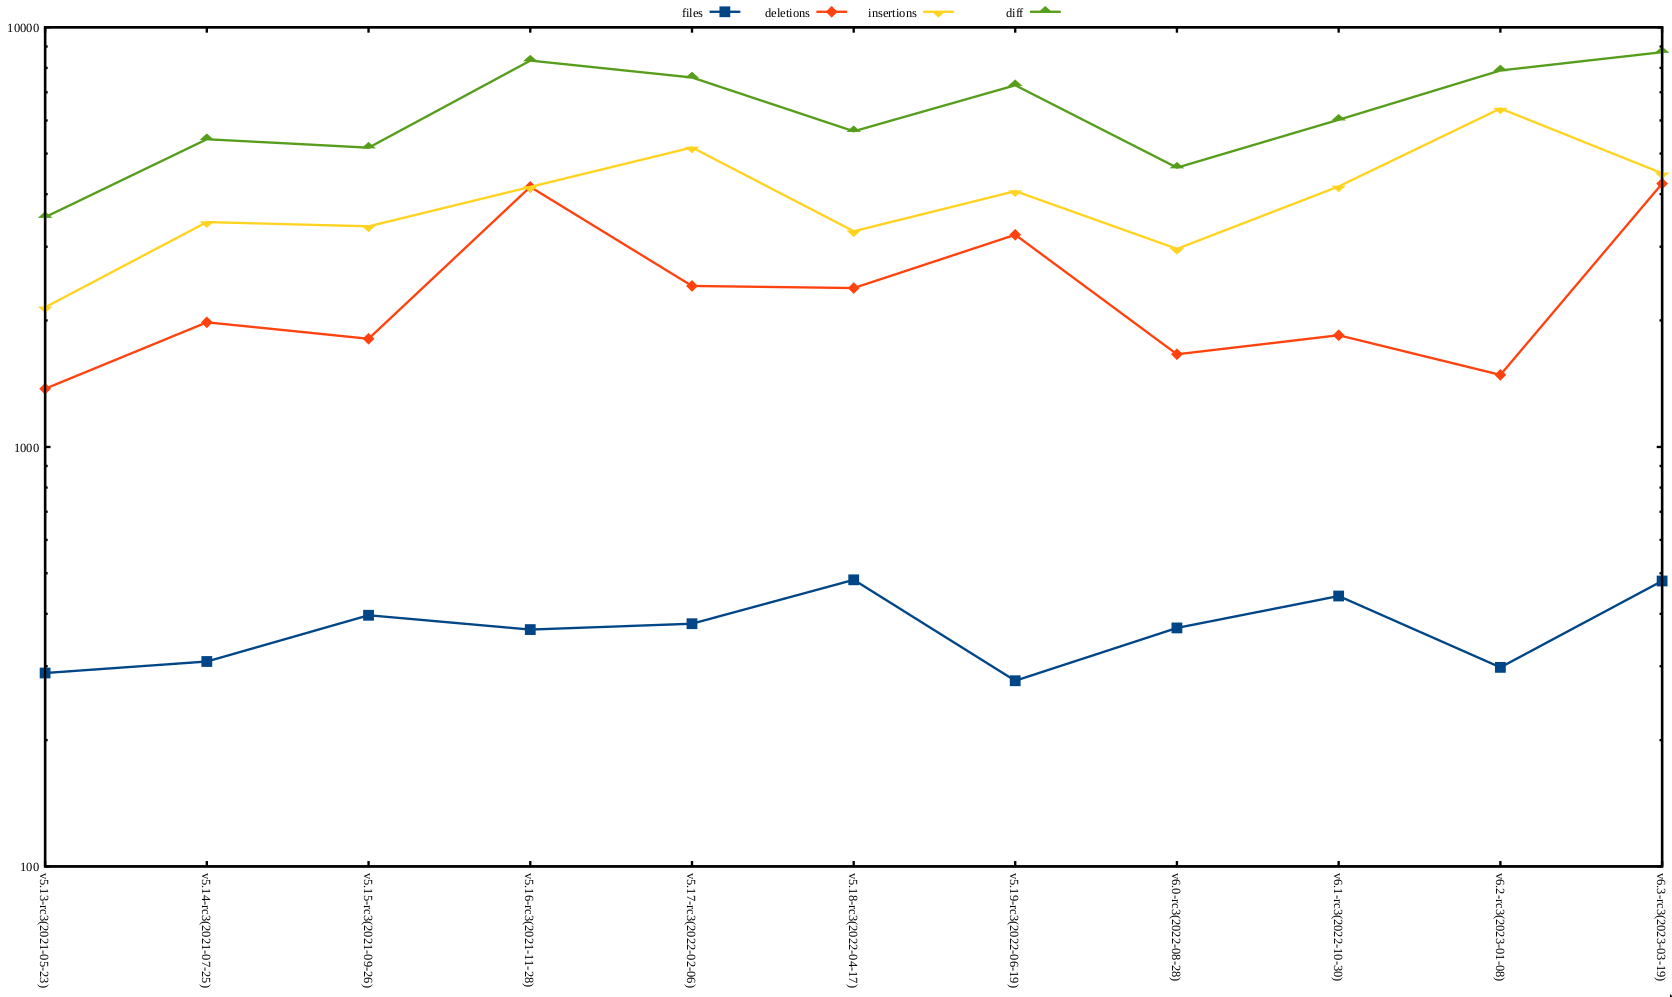 files deletions insertions diff
10000
1000
100
v5.13-rc3(2021-05-23)
v5.14-rc3(2021-07-25)
v5.15-rc3(2021-09-26)
v5.16-rc3(2021-11-28)
v5.17-rc3(2022-02-06)
v5.18-rc3(2022-04-17)
v5.19-rc3(2022-06-19)
v6.0-rc3(2022-08-28)
v6.1-rc3(2022-10-30)
v6.2-rc3(2023-01-08)
v6.3-rc3(2023-03-19)